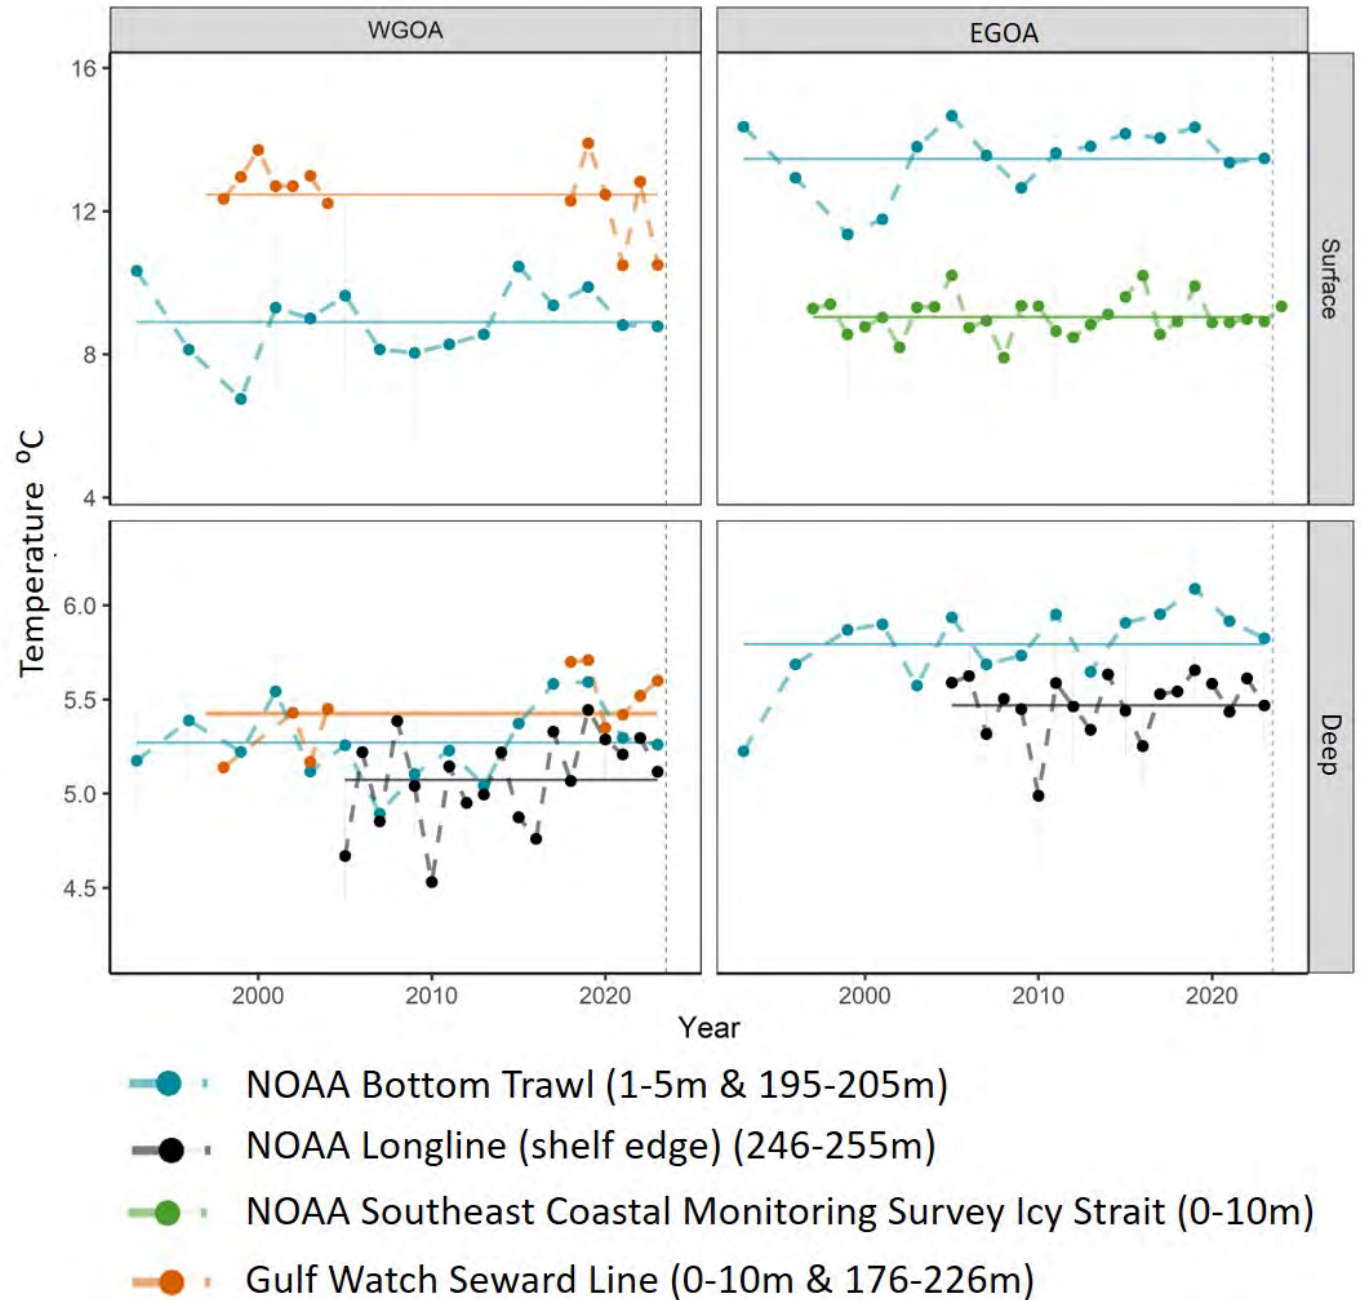 WGOA
EGOA
16
12
8
4
Surface
Temperature ºC
6.0
5.5
5.0
4.5
Deep
2000
2010
2020
2000
2010
2020
Year
NOAA Bottom Trawl (1-5m & 195-205m)
NOAA Longline (shelf edge) (246-255m)
NOAA Southeast Coastal Monitoring Survey Icy Strait (0-10m)
Gulf Watch Seward Line (0-10m & 176-226m)